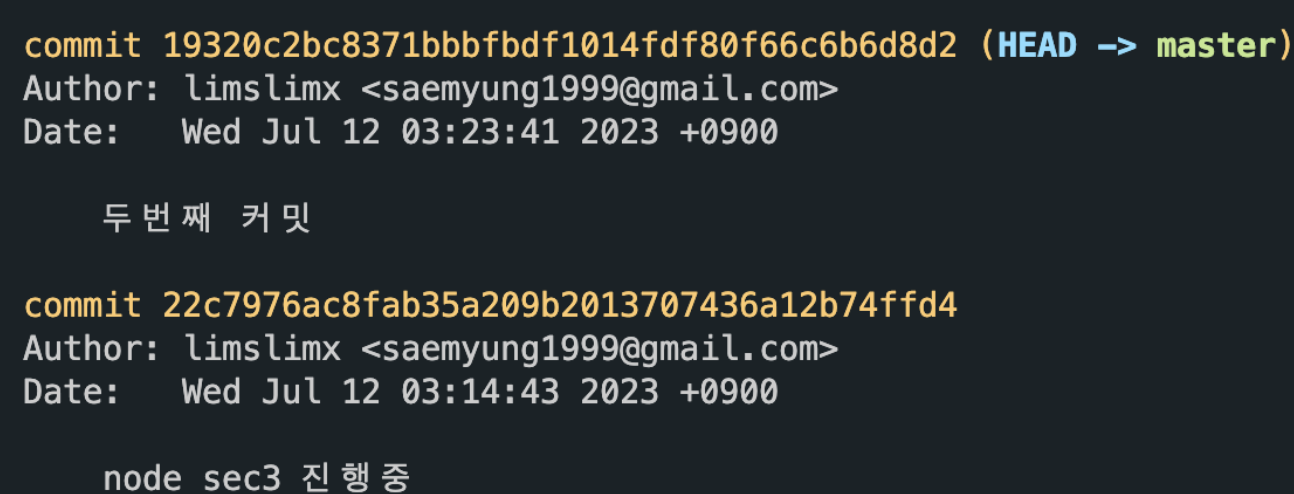 commit 19320c2bc8371bbbfbdf1014fdf80f66c6b6d8d2 (HEAD -> master)
Author: limslimx <saemyung1999@gmail.com>
Date:   Wed Jul 12 03:23:41 2023 +0900
두번째 커밋
commit 22c7976ac8fab35a209b2013707436a12b74ffd4
Author: limslimx <saemyung1999@gmail.com>
Date:   Wed Jul 12 03:14:43 2023 +0900
node sec3 진행중